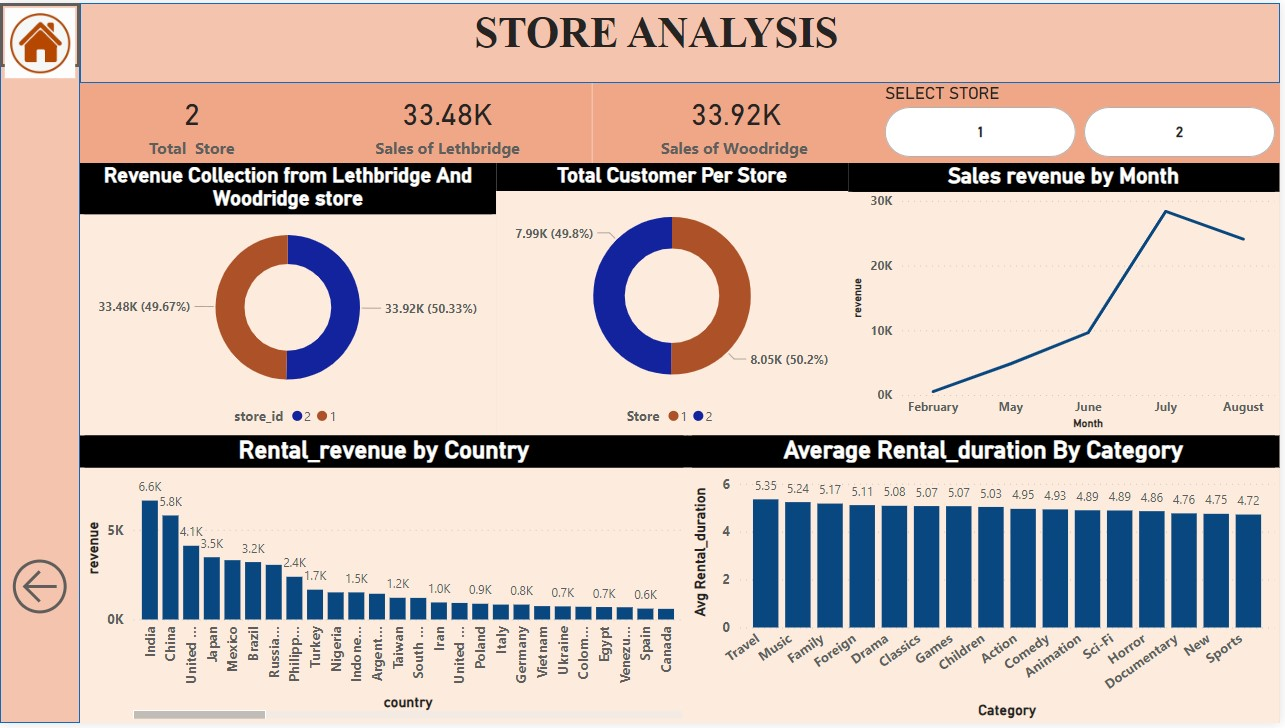 STORE ANALYSIS
2
Total Store
33.48K
Sales of Lethbridge
33.92K
Sales of Woodridge
SELECT STORE
1
2
Revenue Collection from Lethbridge And
Woodridge store
33.48K (49.67%)
33.92K (50.33%)
store_id 2 1
Total Customer Per Store
7.99K (49.8%)
8.05K (50.2%)
Store 1 2
Sales revenue by Month
30K
20K
10K
0K
revenue
February May June July August
Month
Rental_revenue by Country
revenue
5K
0K
6.6K 5.8K 4.1K 3.5K 3.2K 2.4K 1.7K 1.5K 1.2K 1.0K 0.9K 0.8K 0.7K 0.7K 0.6K
India
China
United ...
Japan
Mexico
Brazil
Russia...
Philipp...
Turkey
Nigeria
Indone...
Argent...
Taiwan
South ...
Iran
United ...
Poland
Italy
Germany
Vietnam
Ukraine
Colom...
Egypt
Venezu...
Spain
Canada
country
Average Rental_duration By Category
Avg Rental_duration
6
4
2
0
5.35 5.24 5.17 5.11 5.08 5.07 5.07 5.03 4.95 4.93 4.89 4.89 4.86 4.76 4.75 4.72
Travel
Music
Family
Foreign
Drama
Classics
Games
Children
Action
Comedy
Animation
Sci-Fi
Horror
Documentary
New
Sports
Category